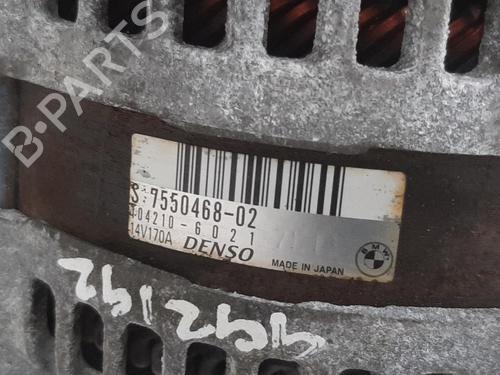 B-PARTS
S:7550468-02
104210-6021
14V170A DENSO
MADE IN JAPAN
BMW